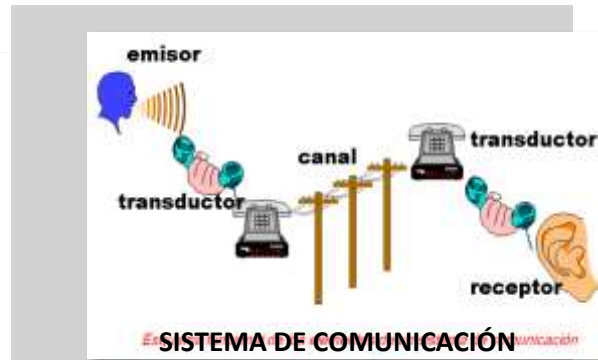 emisor
transductor
canal
transductor
receptor
SISTEMA DE COMUNICACIÓN